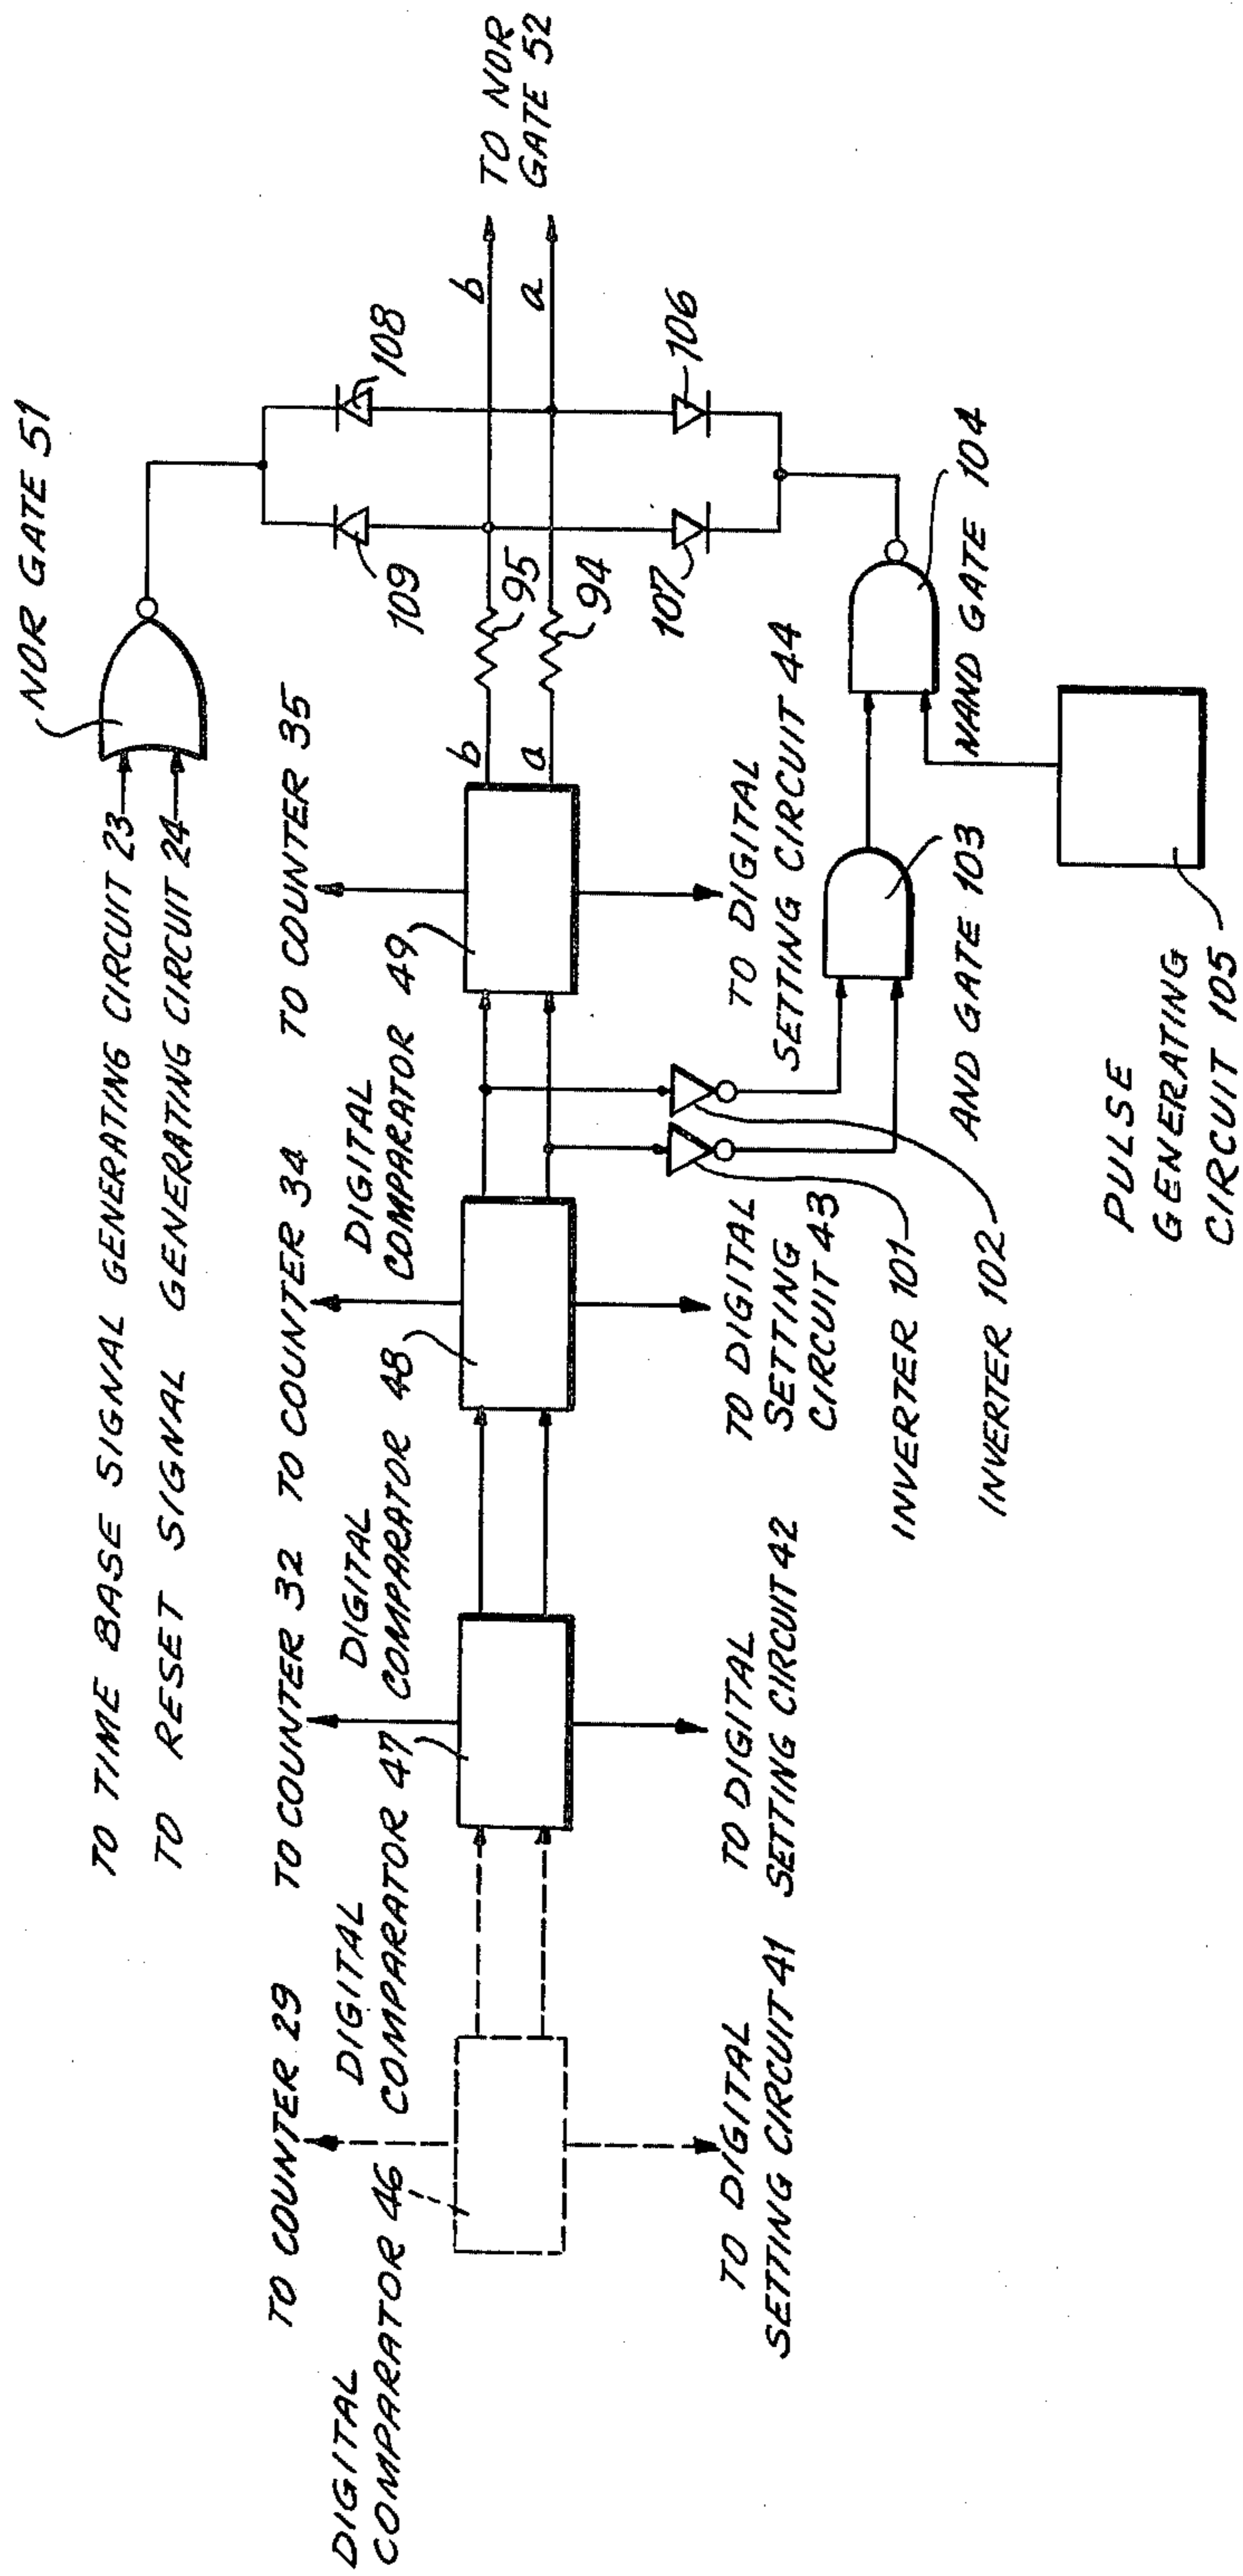 NOR GATE 51
TO TIME BASE SIGNAL GENERATING CIRCUIT 23
TO RESET SIGNAL GENERATING CIRCUIT 24
TO COUNTER 29
TO COUNTER 32
TO COUNTER 34
TO COUNTER 35
DIGITAL
COMPARATOR 46
DIGITAL
COMPARATOR 47
DIGITAL
COMPARATOR 48
DIGITAL
COMPARATOR 49
109
108
b
a
95
94
b
a
TO NOR
GATE 52
107
106
TO DIGITAL
SETTING CIRCUIT 41
TO DIGITAL
SETTING CIRCUIT 42
TO DIGITAL
SETTING
CIRCUIT 43
TO DIGITAL
SETTING CIRCUIT 44
INVERTER 101
INVERTER 102
AND GATE 103
NAND GATE 104
PULSE
GENERATING
CIRCUIT 105